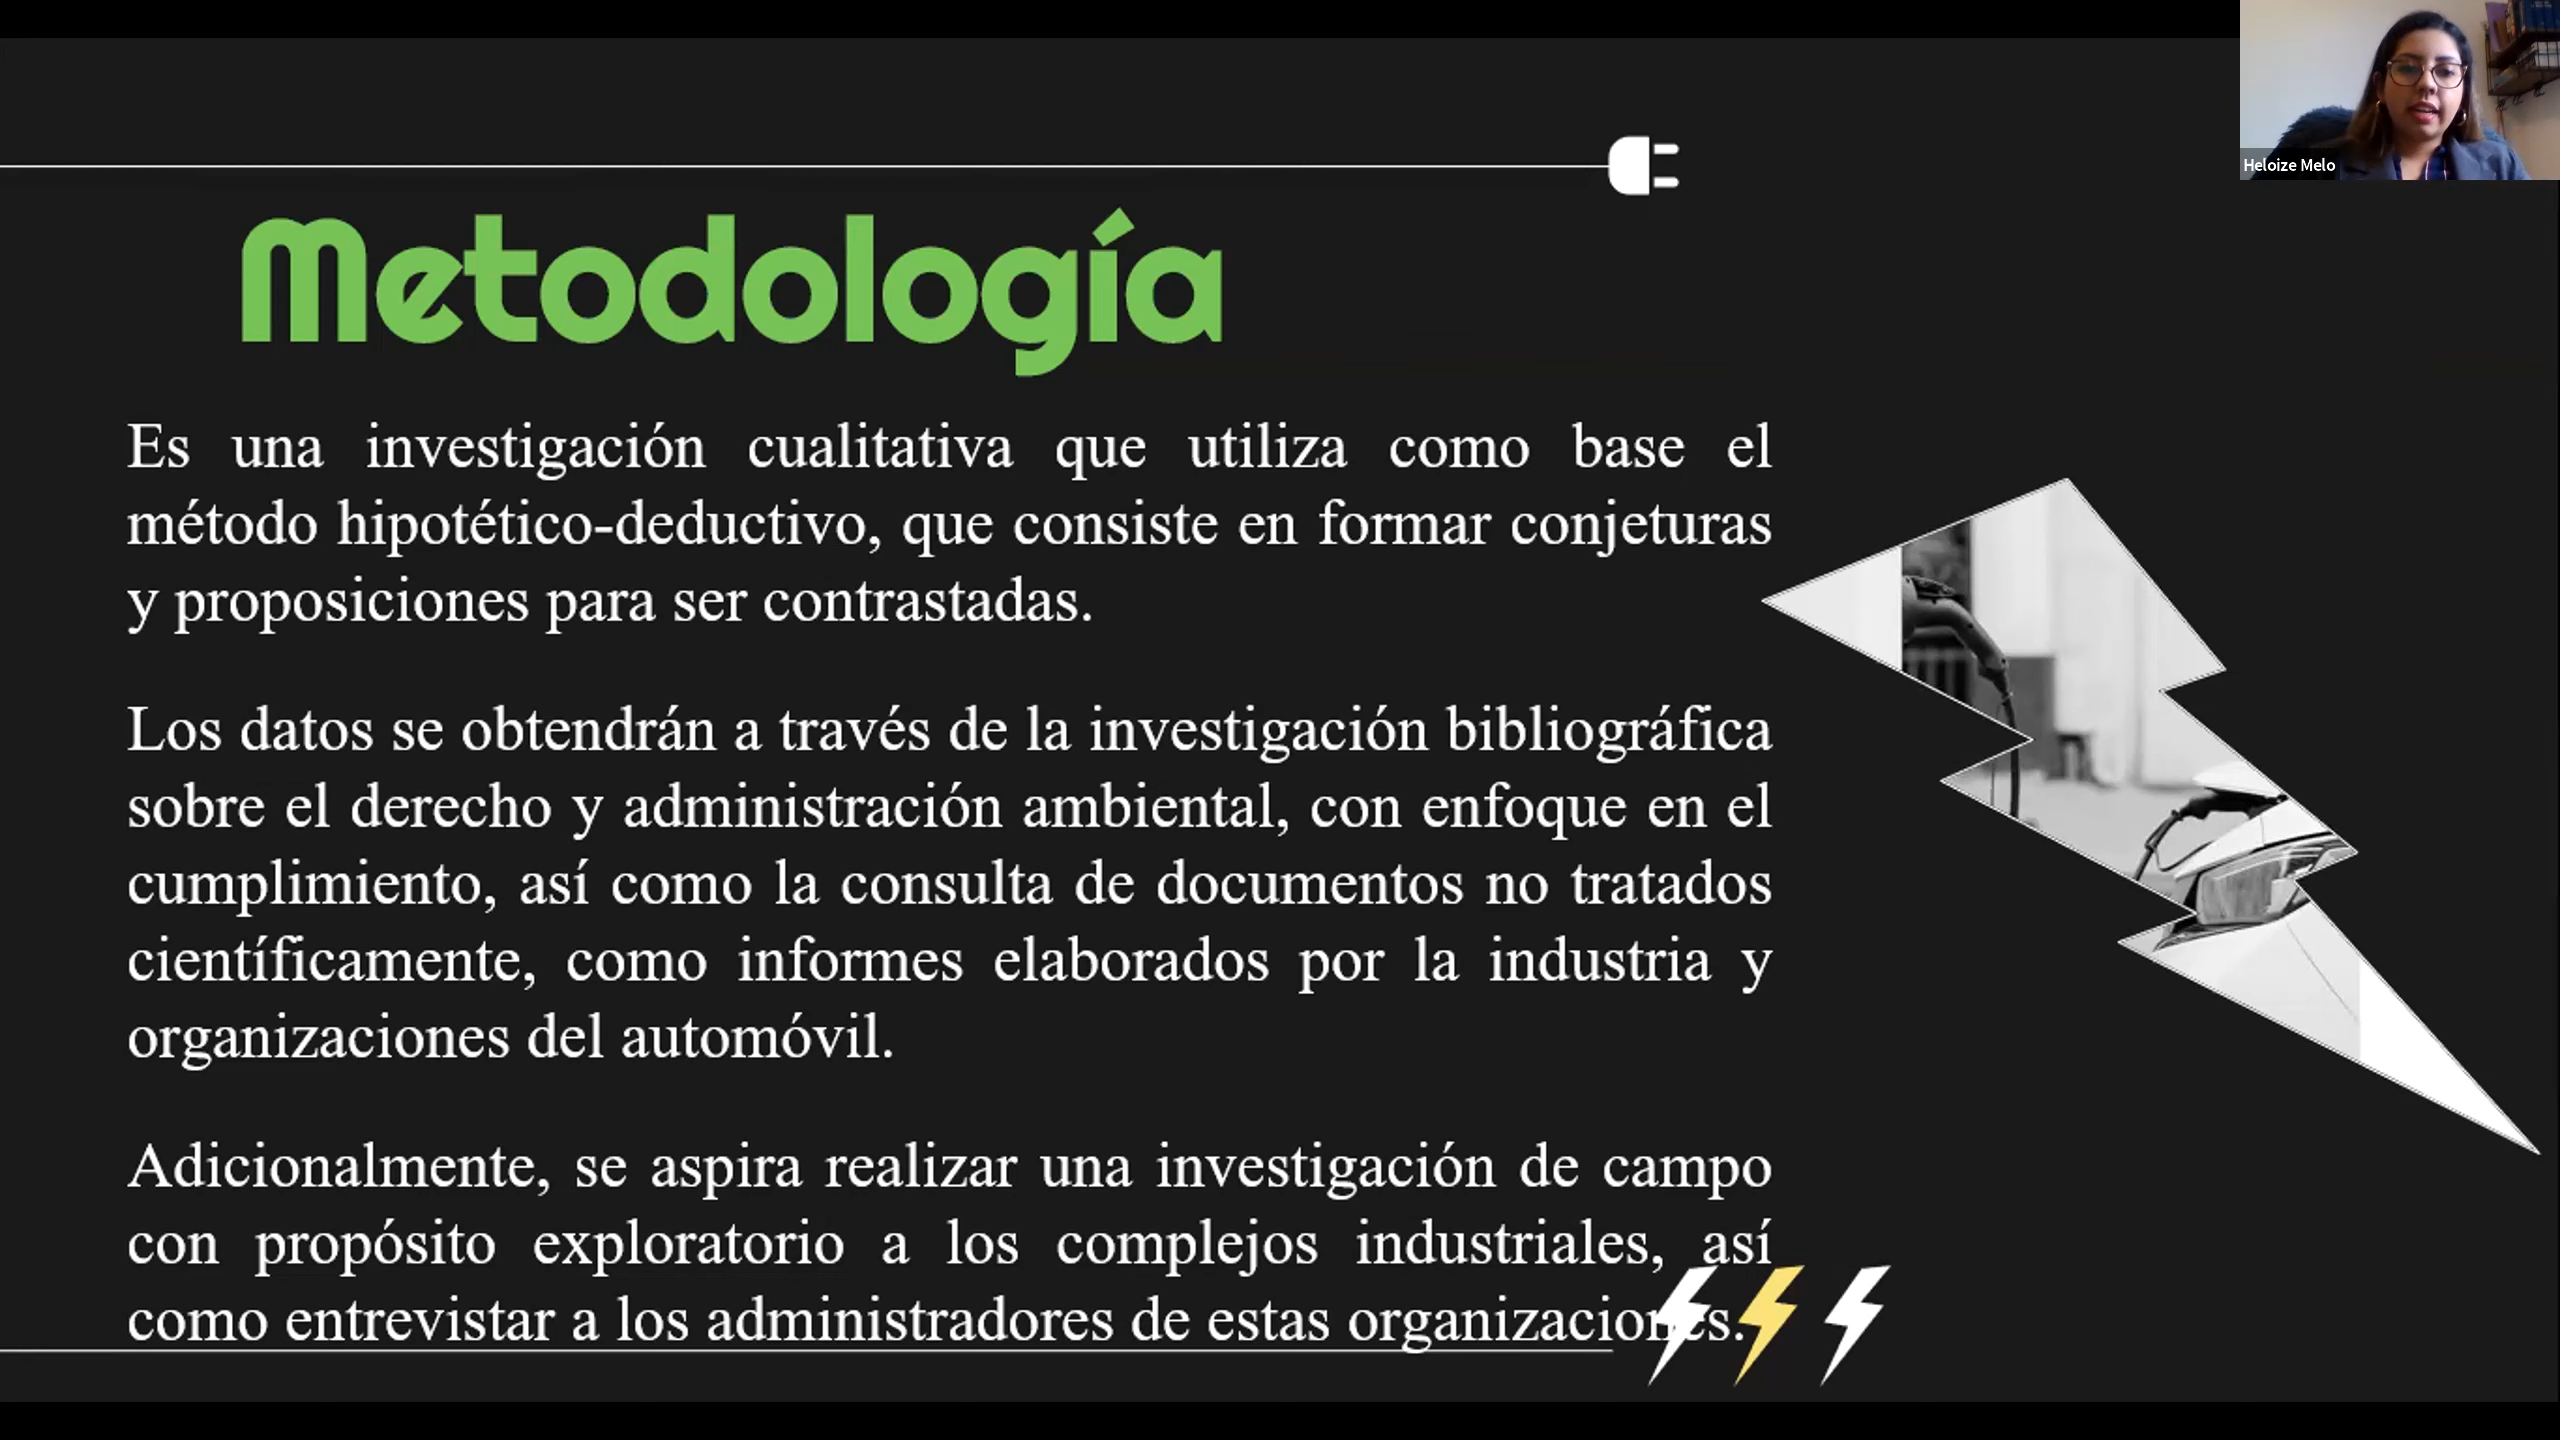 Heloize Melo
Metodología
Es una investigación cualitativa que utiliza como base el
método hipotético-deductivo, que consiste en formar conjeturas
y proposiciones para ser contrastadas.
Los datos se obtendrán a través de la investigación bibliográfica
sobre el derecho y administración ambiental, con enfoque en el
cumplimiento, así como la consulta de documentos no tratados
científicamente, como informes elaborados por la industria y
organizaciones del automóvil.
Adicionalmente, se aspira realizar una investigación de campo
con propósito exploratorio a los complejos industriales, así
como entrevistar a los administradores de estas organizaciones.